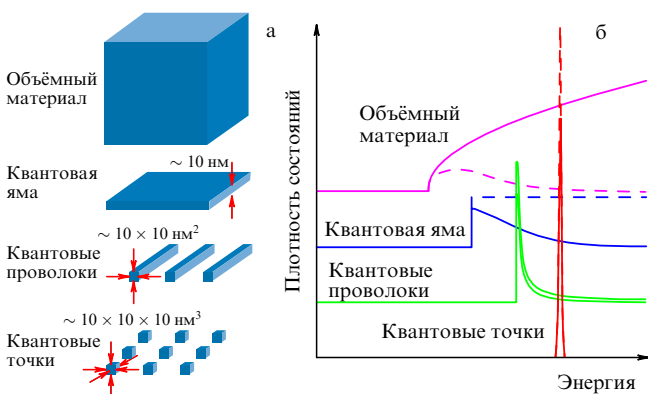 а
Объёмный
материал
Квантовая
яма
~ 10 нм
~ 10 × 10 нм²
Квантовые
проволоки
~ 10 × 10 × 10 нм³
Квантовые
точки
б
Плотность состояний
Объёмный
материал
Квантовая яма
Квантовые
проволоки
Квантовые точки
Энергия